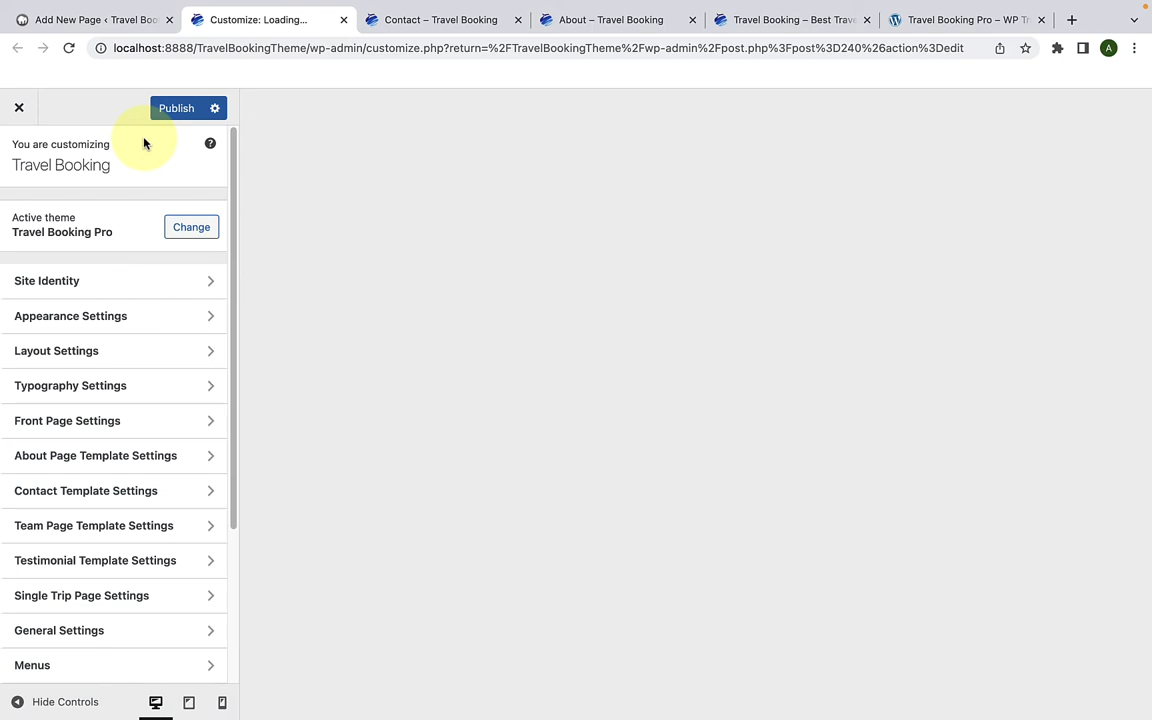 Add New Page ‹ Travel Boo
Customize: Loading...
Contact – Travel Booking
About – Travel Booking
Travel Booking – Best Trave
Travel Booking Pro – WP Tr
localhost:8888/TravelBookingTheme/wp-admin/customize.php?return=%2FTravelBookingTheme%2Fwp-admin%2Fpost.php%3Fpost%3D240%26action%3Dedit
A
Publish
You are customizing
Travel Booking
Active theme
Travel Booking Pro
Change
Site Identity
Appearance Settings
Layout Settings
Typography Settings
Front Page Settings
About Page Template Settings
Contact Template Settings
Team Page Template Settings
Testimonial Template Settings
Single Trip Page Settings
General Settings
Menus
Hide Controls